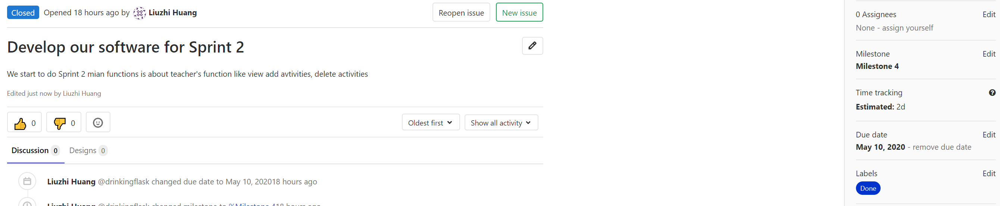 Closed Opened 18 hours ago by Liuzhi Huang Reopen issue New issue
Develop our software for Sprint 2
We start to do Sprint 2 mian functions is about teacher's function like view add avtivities, delete activities
Edited just now by Liuzhi Huang
0 0 Oldest first Show all activity
Discussion 0 Designs 0
Liuzhi Huang @drinkingflask changed due date to May 10, 202018 hours ago
Liuzhi Huang @drinkingflask changed milestone to %Milestone 418 hours ago
0 Assignees Edit
None - assign yourself
Milestone Edit
Milestone 4
Time tracking
Estimated: 2d
Due date Edit
May 10, 2020 - remove due date
Labels Edit
Done